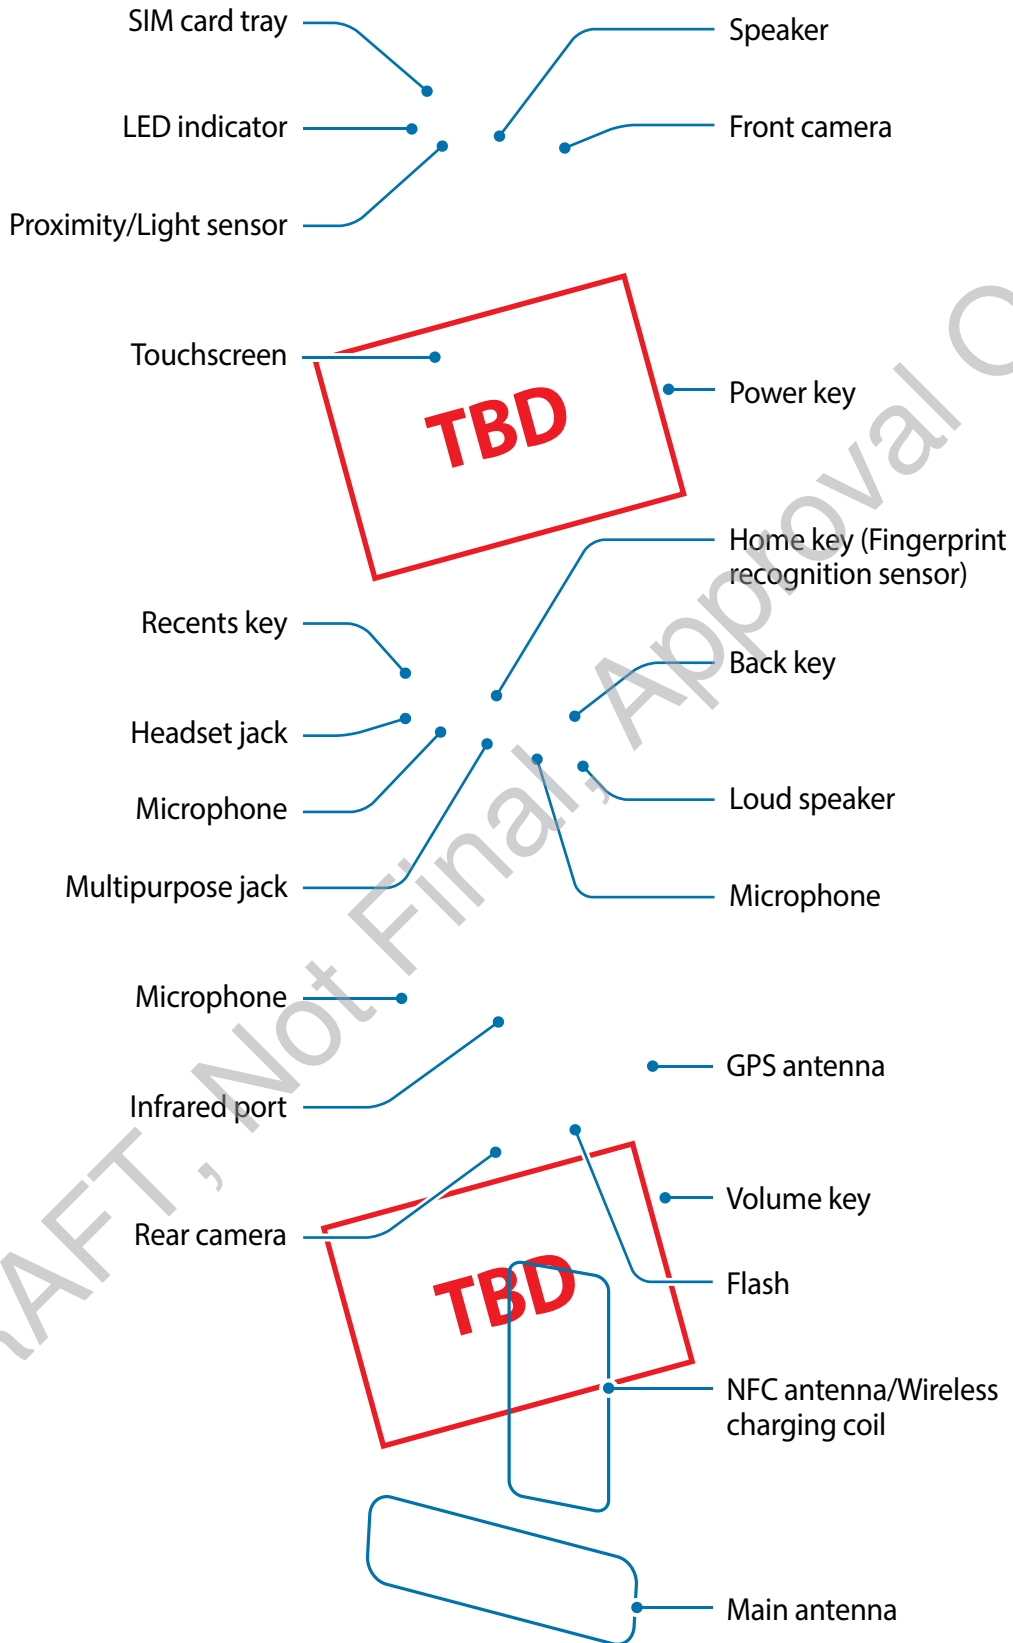 SIM card tray
Speaker
LED indicator
Front camera
Proximity/Light sensor
Touchscreen
Power key
TBD
Home key (Fingerprint
recognition sensor)
Recents key
Back key
Headset jack
Microphone
Loud speaker
Multipurpose jack
Microphone
Microphone
GPS antenna
Infrared port
Volume key
Rear camera
Flash
TBD
NFC antenna/Wireless
charging coil
Main antenna
AFT, Not Final, Approval